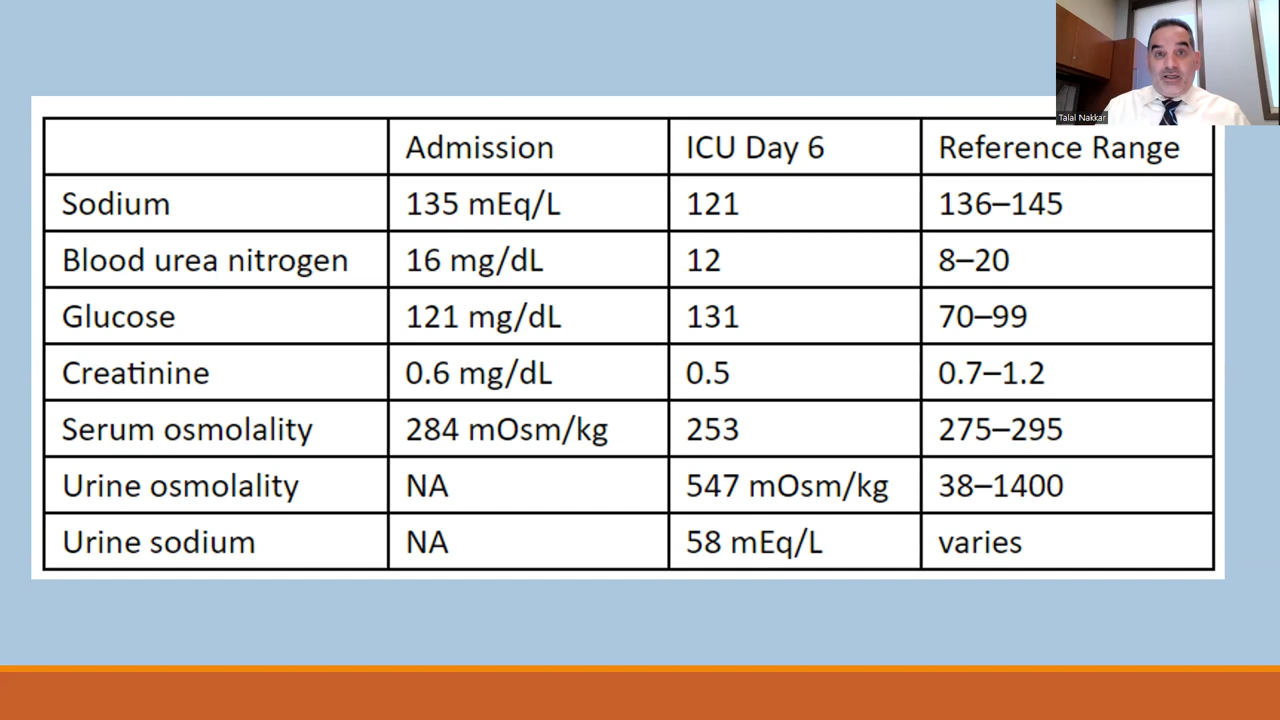 Talal Nakkar
Admission ICU Day 6 Reference Range
Sodium 135 mEq/L 121 136–145
Blood urea nitrogen 16 mg/dL 12 8–20
Glucose 121 mg/dL 131 70–99
Creatinine 0.6 mg/dL 0.5 0.7–1.2
Serum osmolality 284 mOsm/kg 253 275–295
Urine osmolality NA 547 mOsm/kg 38–1400
Urine sodium NA 58 mEq/L varies